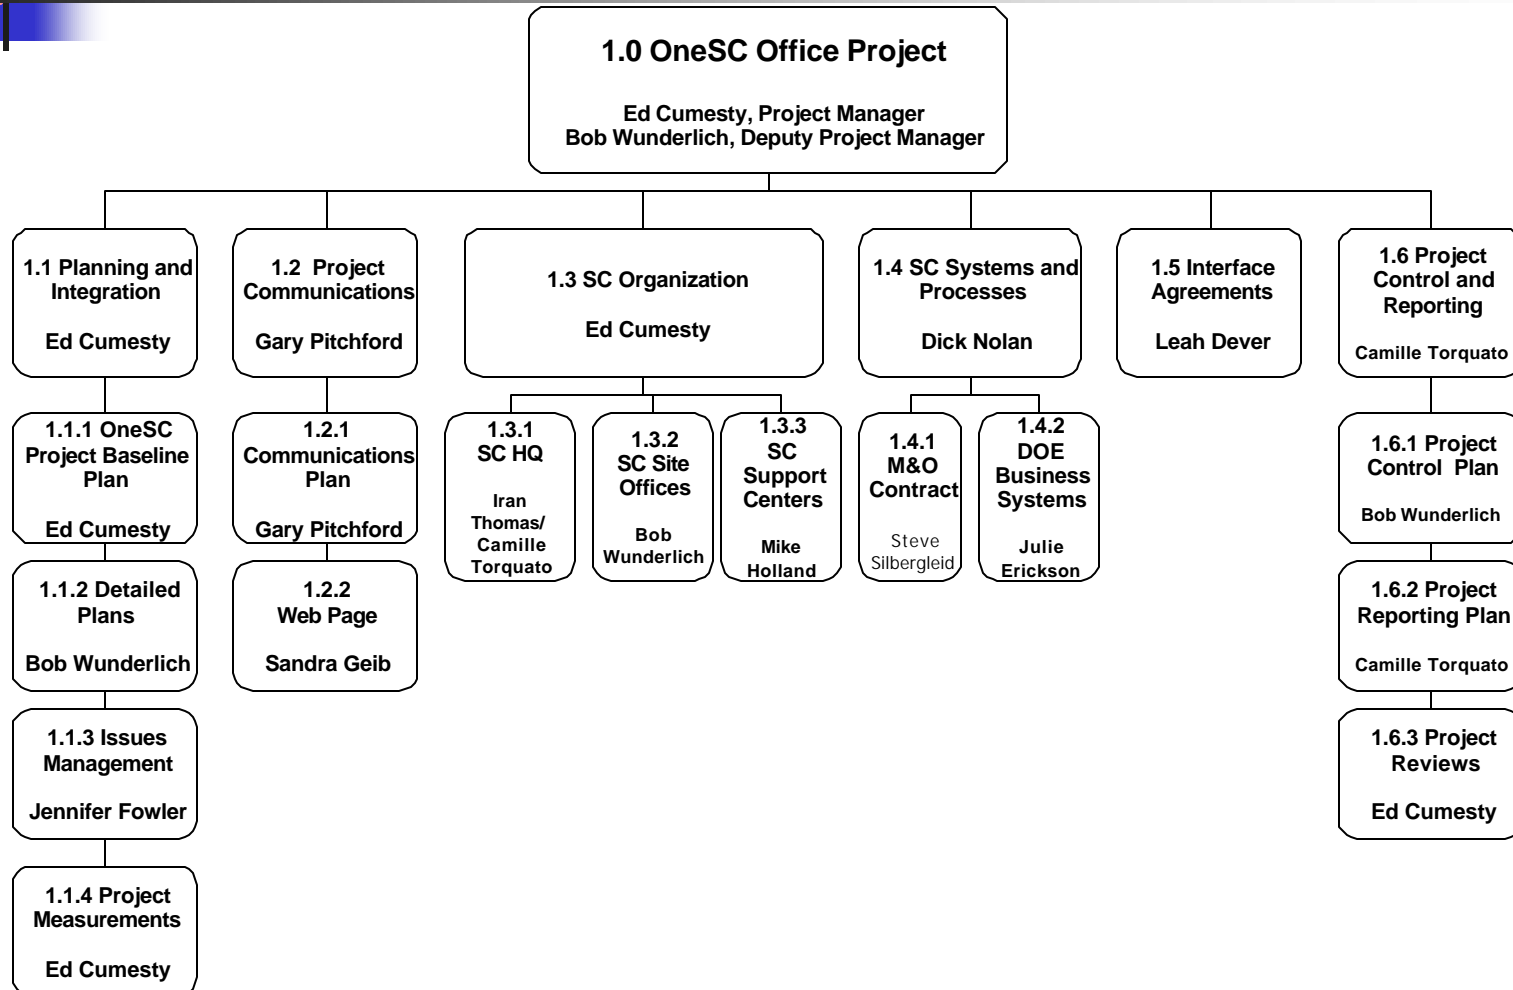 1.0 OneSC Office Project
Ed Cumesty, Project Manager
Bob Wunderlich, Deputy Project Manager
1.1 Planning and
Integration
Ed Cumesty
1.2 Project
Communications
Gary Pitchford
1.3 SC Organization
Ed Cumesty
1.4 SC Systems and
Processes
Dick Nolan
1.5 Interface
Agreements
Leah Dever
1.6 Project
Control and
Reporting
Camille Torquato
1.1.1 OneSC
Project Baseline
Plan
Ed Cumesty
1.2.1
Communications
Plan
Gary Pitchford
1.3.1
SC HQ
Iran
Thomas/
Camille
Torquato
1.3.2
SC Site
Offices
Bob
Wunderlich
1.3.3
SC
Support
Centers
Mike
Holland
1.4.1
M&O
Contract
Steve
Silbergleid
1.4.2
DOE
Business
Systems
Julie
Erickson
1.6.1 Project
Control Plan
Bob Wunderlich
1.1.2 Detailed
Plans
Bob Wunderlich
1.2.2
Web Page
Sandra Geib
1.6.2 Project
Reporting Plan
Camille Torquato
1.1.3 Issues
Management
Jennifer Fowler
1.6.3 Project
Reviews
Ed Cumesty
1.1.4 Project
Measurements
Ed Cumesty